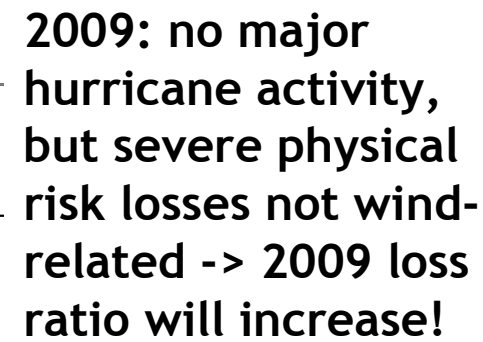 2009: no major
hurricane activity,
but severe physical
risk losses not wind-
related -> 2009 loss
ratio will increase!